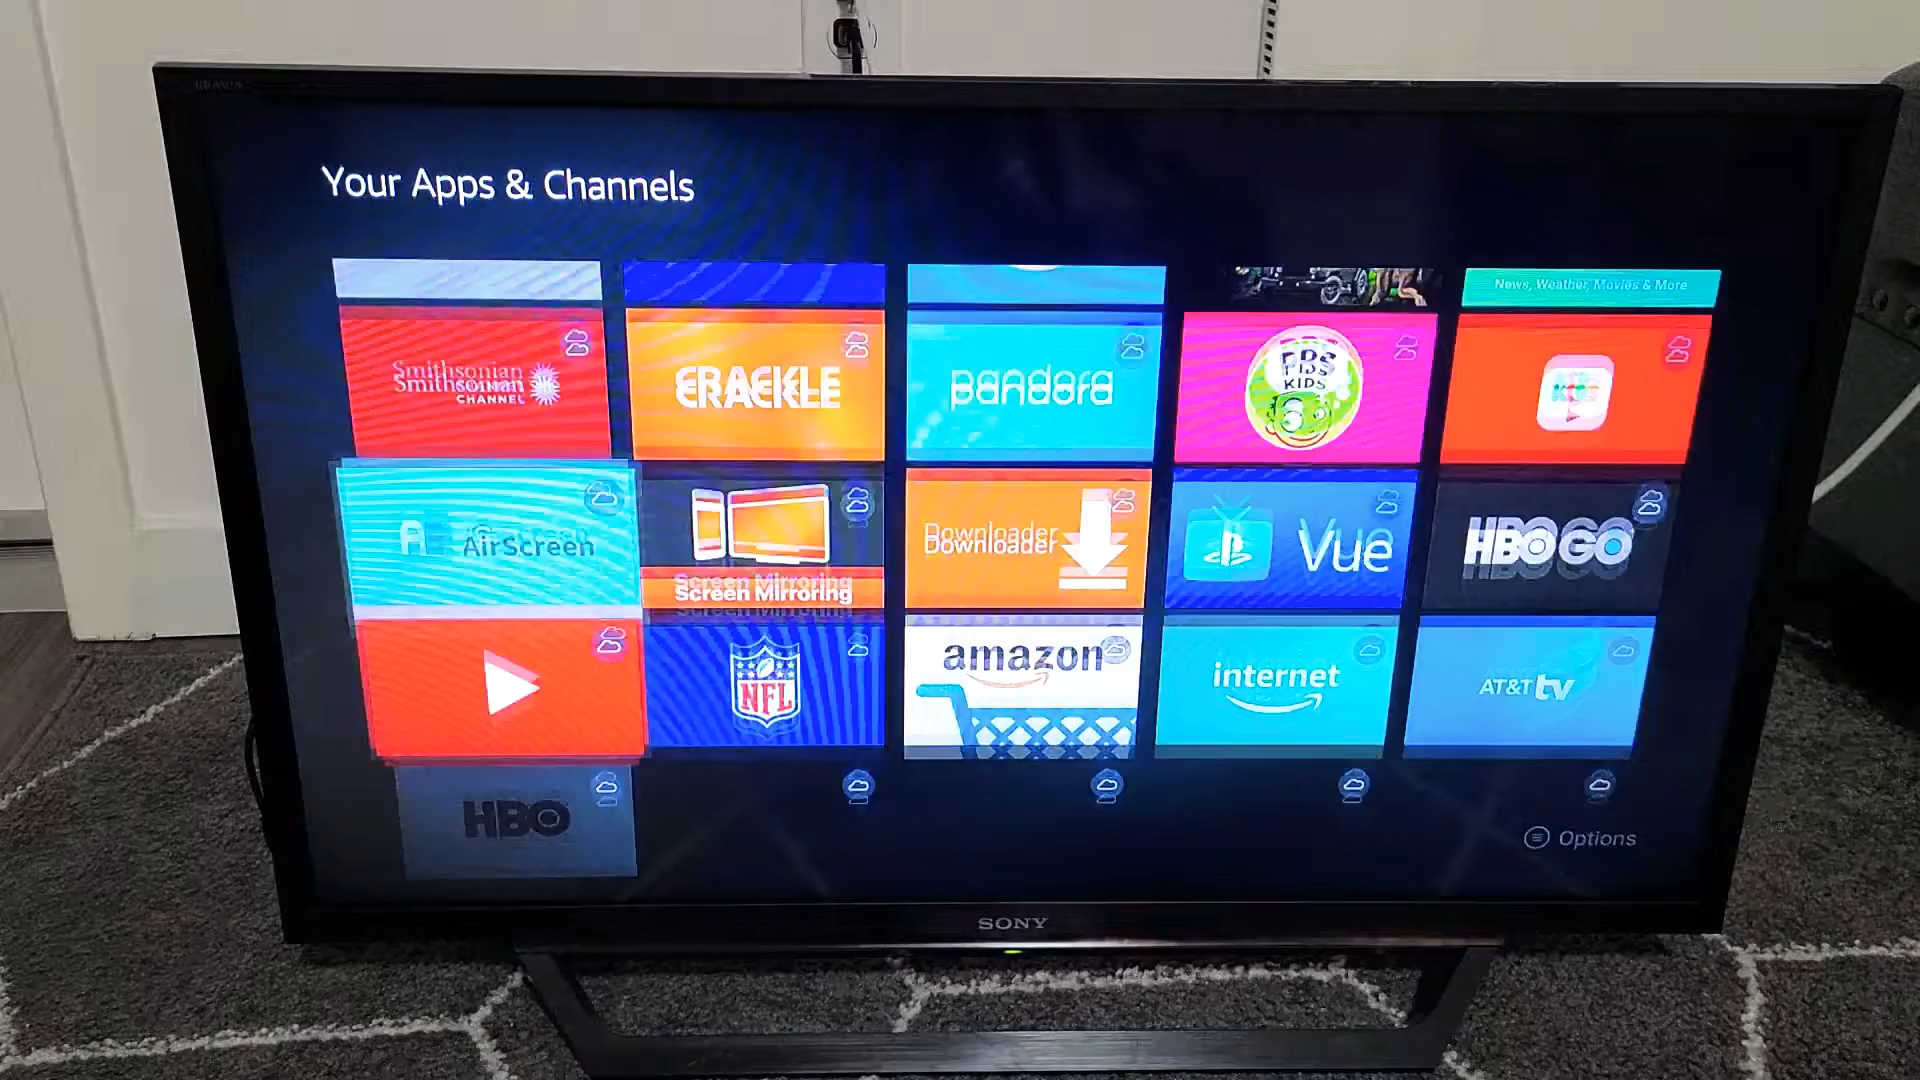 BRAVIA
Your Apps & Channels
News, Weather, Movies & More
Smithsonian
CHANNEL
CRACKLE
pandora
PBS
KIDS
AirScreen
Screen Mirroring
Downloader
Vue
HBO GO
NFL
amazon
internet
AT&T tv
HBO
Options
SONY